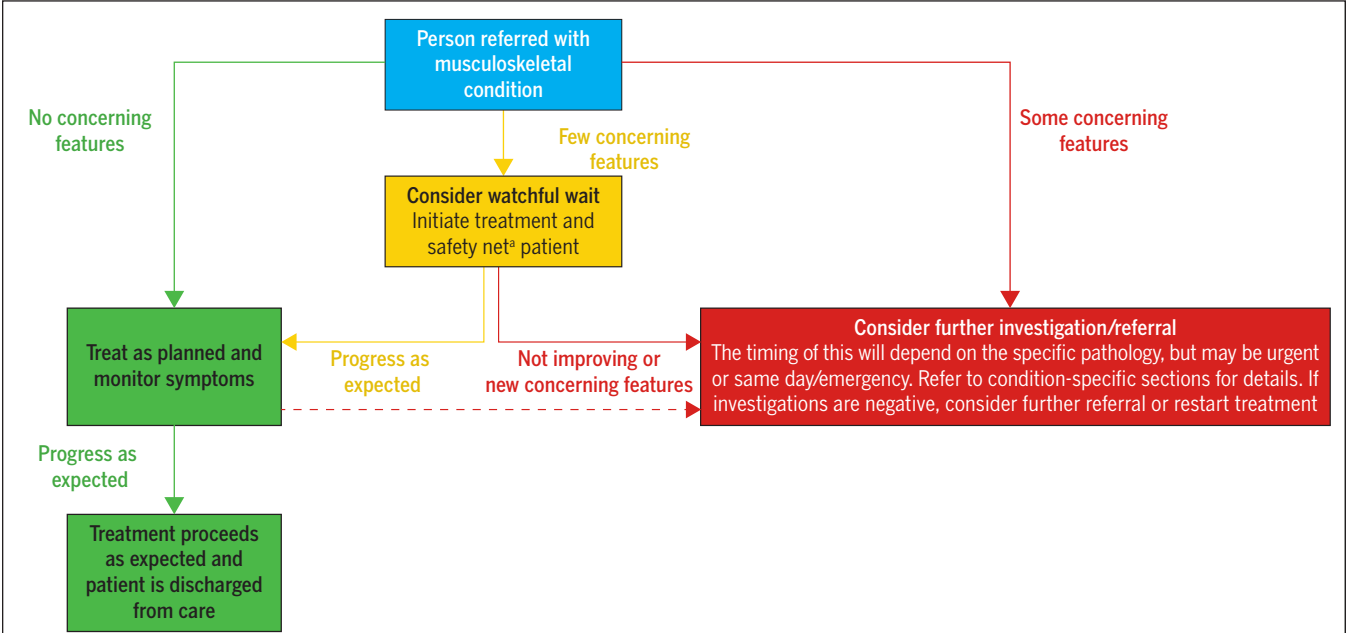 Person referred with
musculoskeletal
condition
No concerning
features
Few concerning
features
Some concerning
features
Consider watchful wait
Initiate treatment and
safety netᵃ patient
Treat as planned and
monitor symptoms
Progress as
expected
Not improving or
new concerning features
Consider further investigation/referral
The timing of this will depend on the specific pathology, but may be urgent
or same day/emergency. Refer to condition-specific sections for details. If
investigations are negative, consider further referral or restart treatment
Progress as
expected
Treatment proceeds
as expected and
patient is discharged
from care